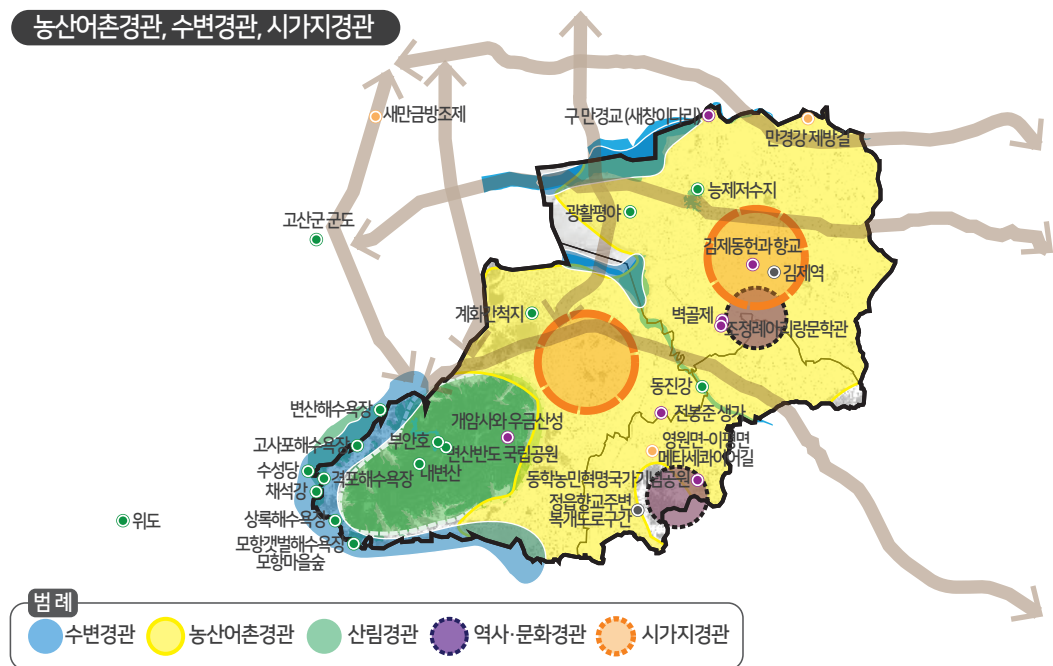 농산어촌경관, 수변경관, 시가지경관
새만금방조제
구 만경교 (새창이다리)
만경강 제방길
능제저수지
고산군 군도
광활평야
김제동헌과 향교
김제역
계화간척지
벽골제
조정래아리랑문학관
동진강
변산해수욕장
개암사와 우금산성
전봉준 생가
고사포해수욕장
부안호
변산반도 국립공원
영원면-이평면
메타세콰이어길
수성당
격포해수욕장
내변산
동학농민혁명국가기념공원
채석강
정읍향교주변
복개도로구간
위도
상록해수욕장
모항갯벌해수욕장
모항마을숲
범 례
수변경관
농산어촌경관
산림경관
역사·문화경관
시가지경관